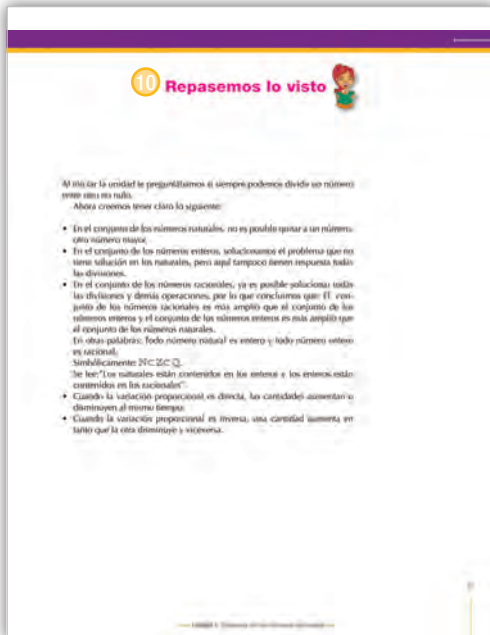 10 Repasemos lo visto
Al iniciar la unidad te preguntábamos si siempre podemos dividir un número
entre otro no nulo.
Ahora creemos tener claro lo siguiente:
• En el conjunto de los números naturales, no es posible quitar a un número,
otro número mayor.
• En el conjunto de los números enteros, solucionamos el problema que no
tiene solución en los naturales, pero aquí tampoco tienen respuesta todas
las divisiones.
• En el conjunto de los números racionales, ya es posible solucionar todas
las divisiones y demás operaciones, por lo que concluimos que: El con-
junto de los números racionales es más amplio que el conjunto de los
números enteros y el conjunto de los números enteros es más amplio que
el conjunto de los números naturales.
En otras palabras: Todo número natural es entero y todo número entero
es racional.
Simbólicamente: N⊂Z⊂Q.
Se lee: "Los naturales están contenidos en los enteros y los enteros están
contenidos en los racionales".
• Cuando la variación proporcional es directa, las cantidades aumentan o
disminuyen al mismo tiempo.
• Cuando la variación proporcional es inversa, una cantidad aumenta en
tanto que la otra disminuye y viceversa.